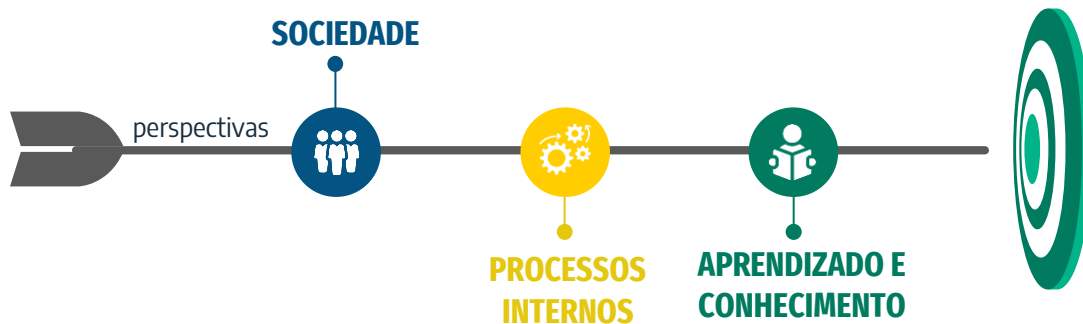 SOCIEDADE
perspectivas
PROCESSOS
INTERNOS
APRENDIZADO E
CONHECIMENTO